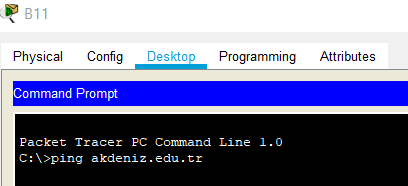 B11
Physical Config Desktop Programming Attributes
Command Prompt
Packet Tracer PC Command Line 1.0
C:\>ping akdeniz.edu.tr